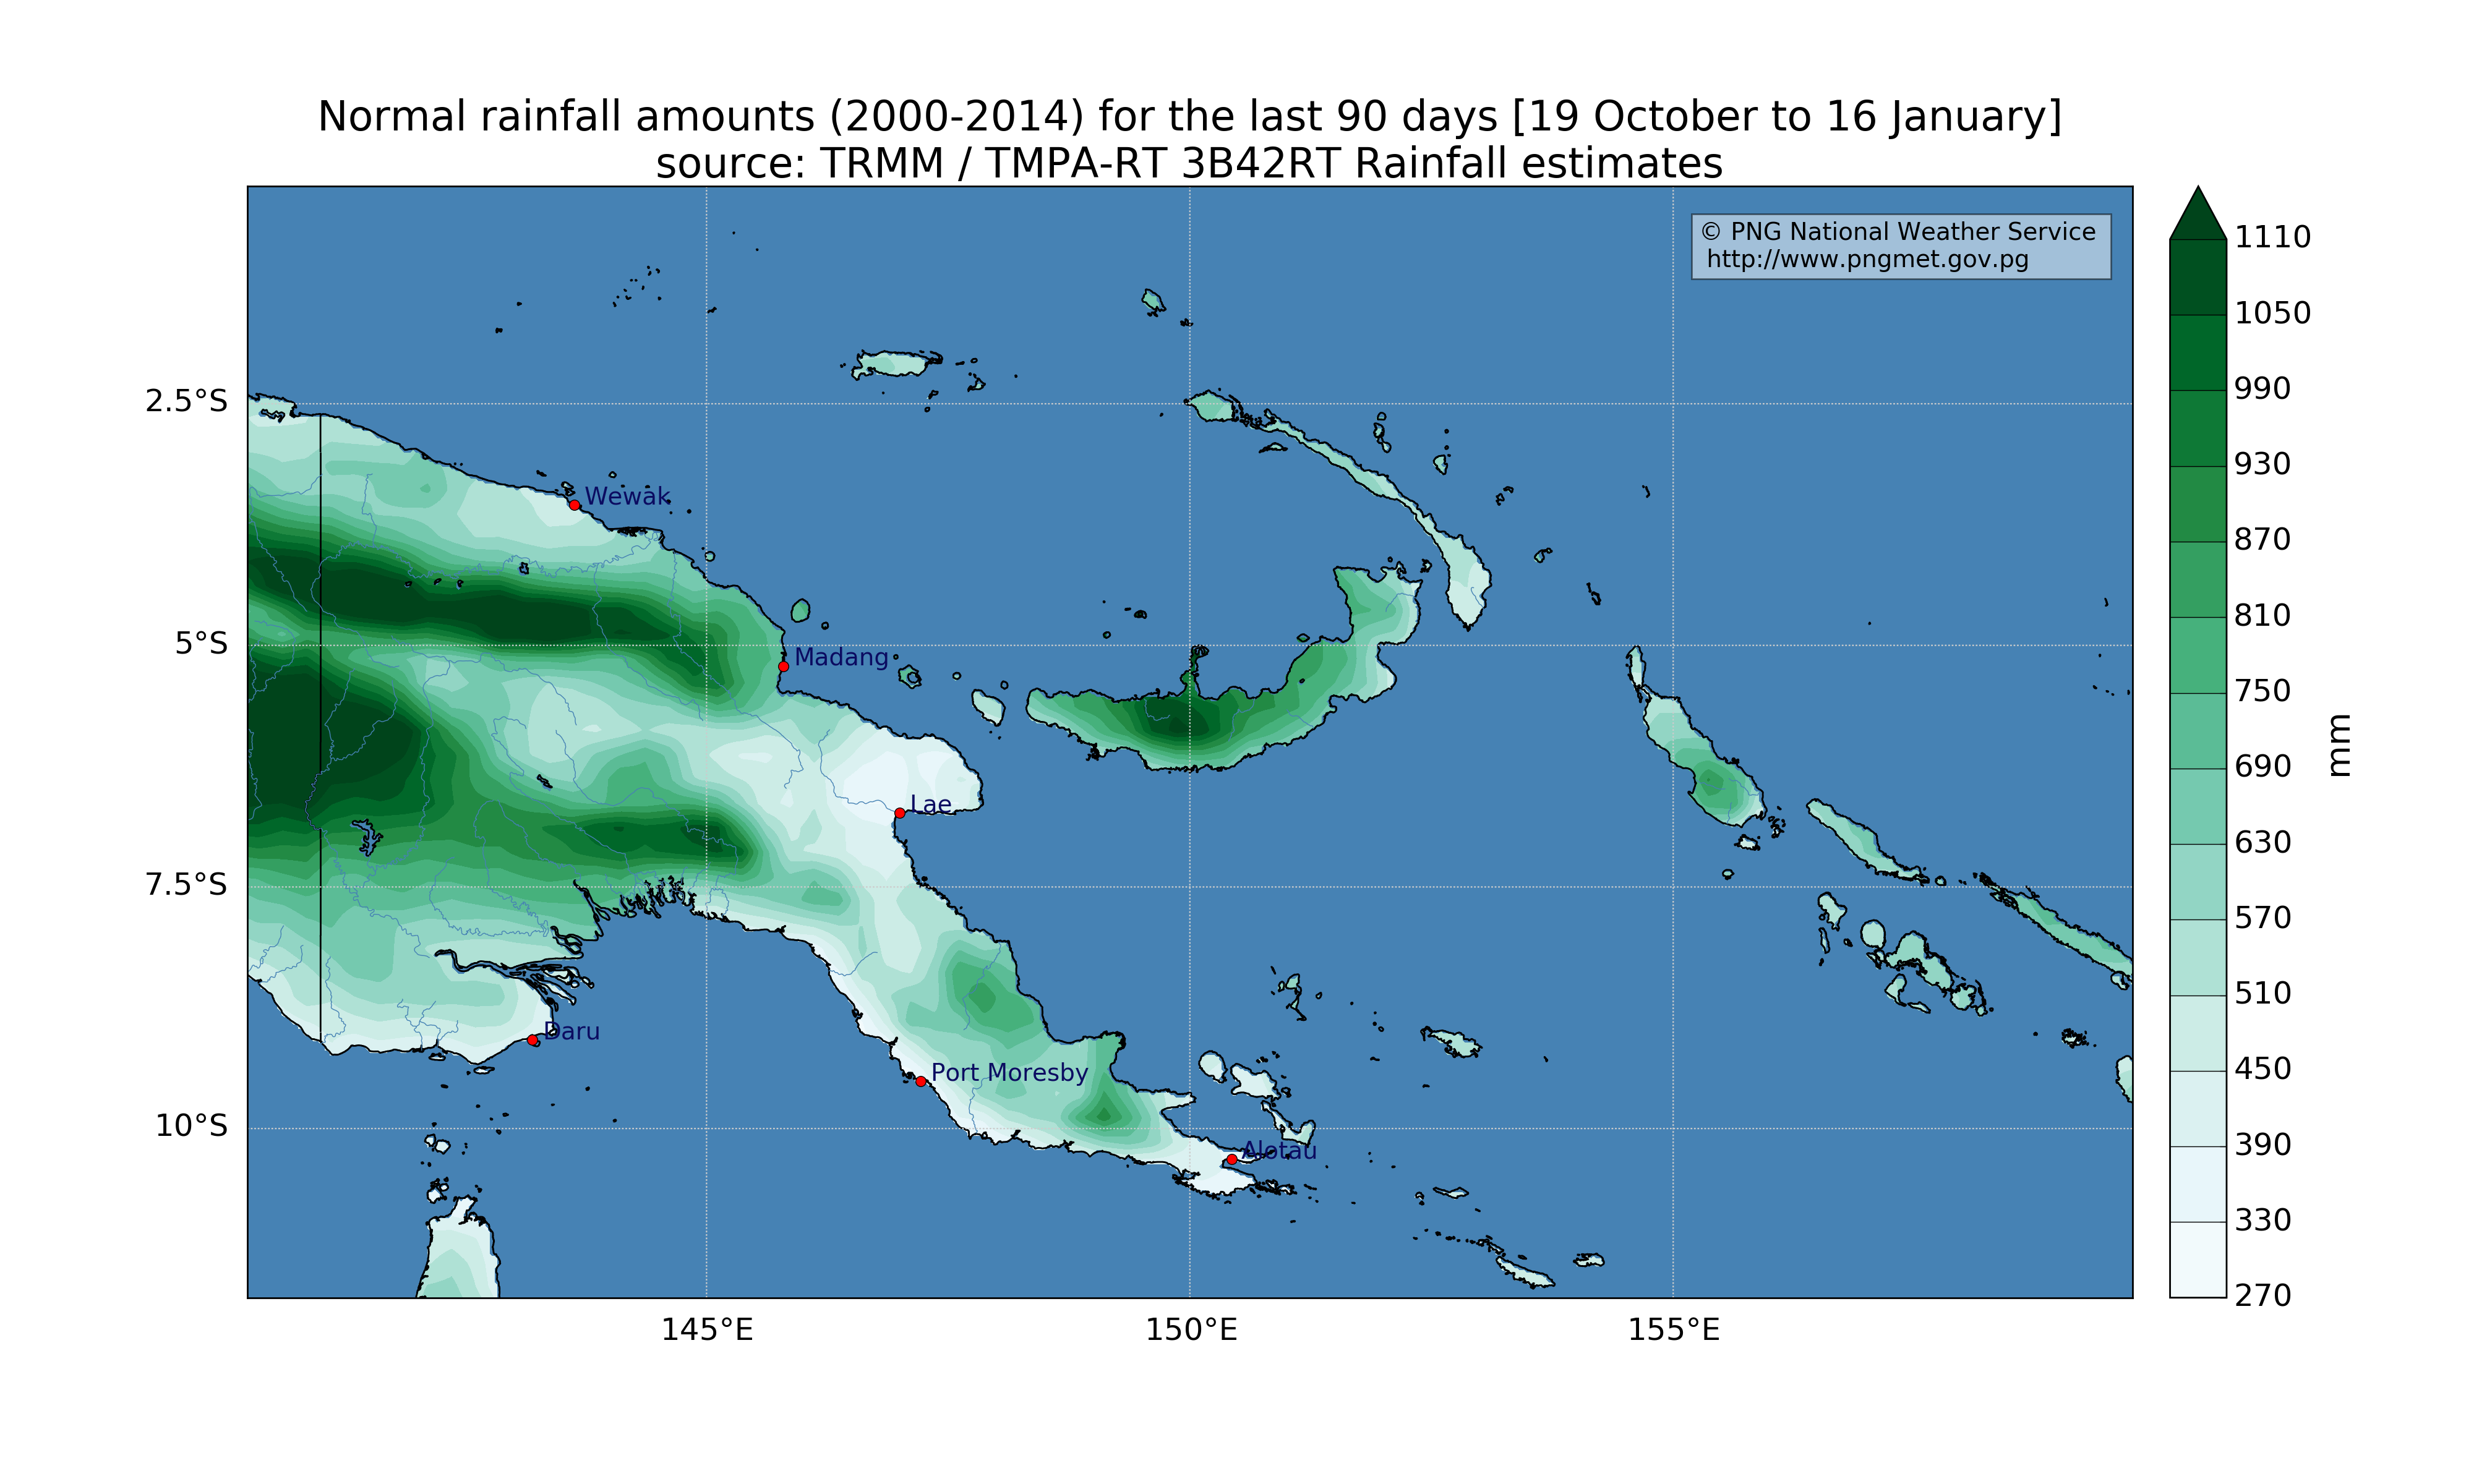 Normal rainfall amounts (2000-2014) for the last 90 days [19 October to 16 January]
source: TRMM / TMPA-RT 3B42RT Rainfall estimates
© PNG National Weather Service
http://www.pngmet.gov.pg
2.5°S
5°S
7.5°S
10°S
Wewak
Madang
Lae
Daru
Port Moresby
Alotau
145°E
150°E
155°E
1110
1050
990
930
870
810
750
690
630
570
510
450
390
330
270
mm